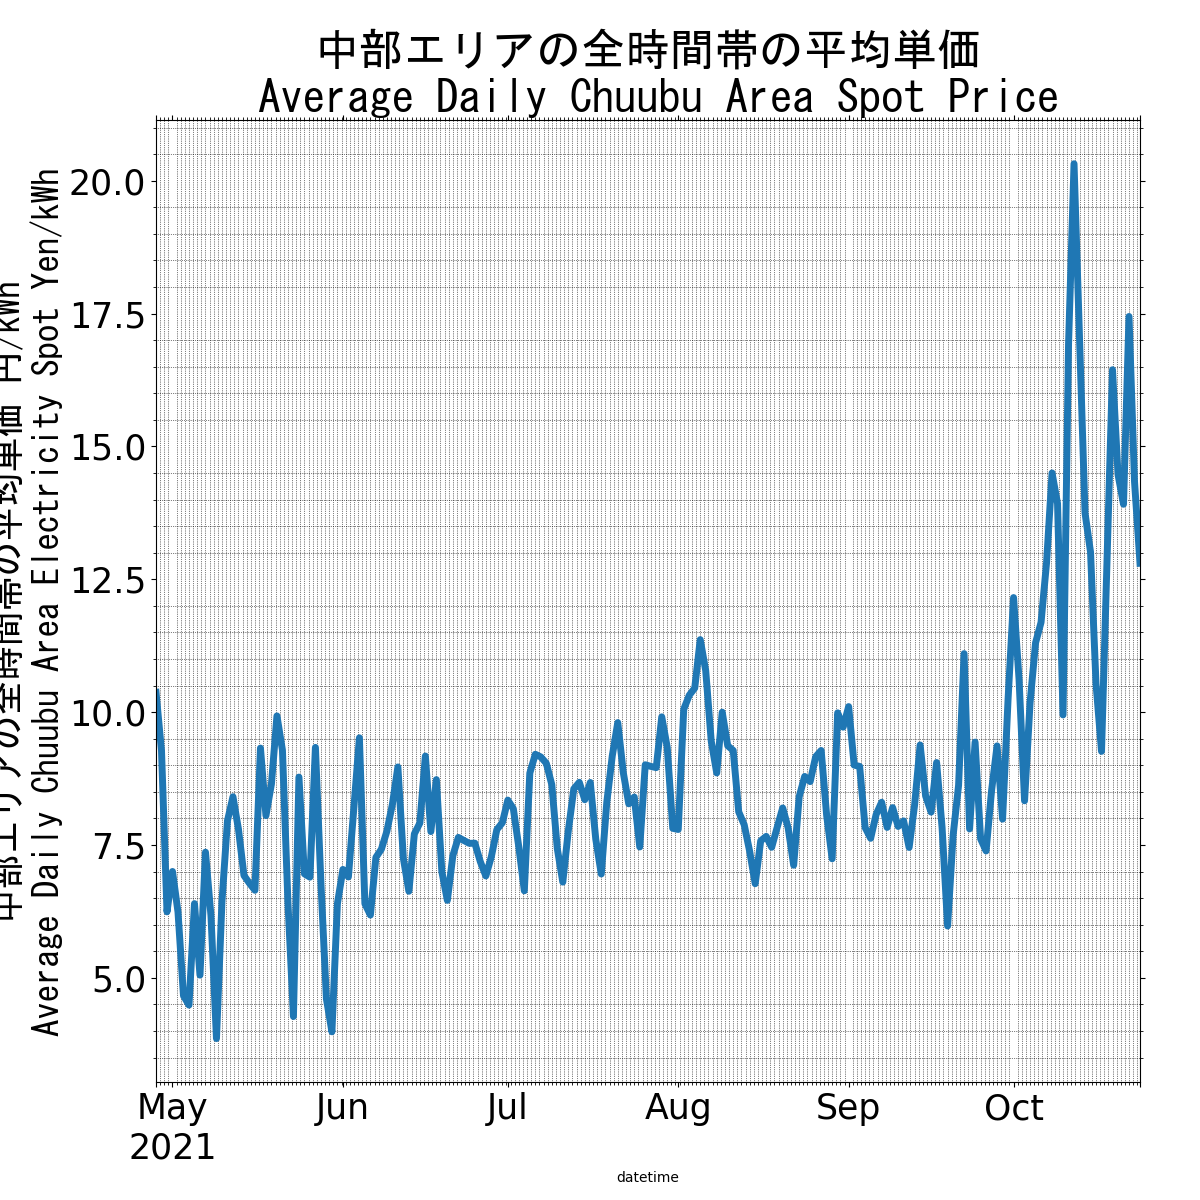 中部エリアの全時間帯の平均単価
Average Daily Chuubu Area Spot Price
中部エリアの全時間帯の平均単価 円/kWh
Average Daily Chuubu Area Electricity Spot Yen/kWh
20.0
17.5
15.0
12.5
10.0
7.5
5.0
May Jun Jul Aug Sep Oct
2021
datetime